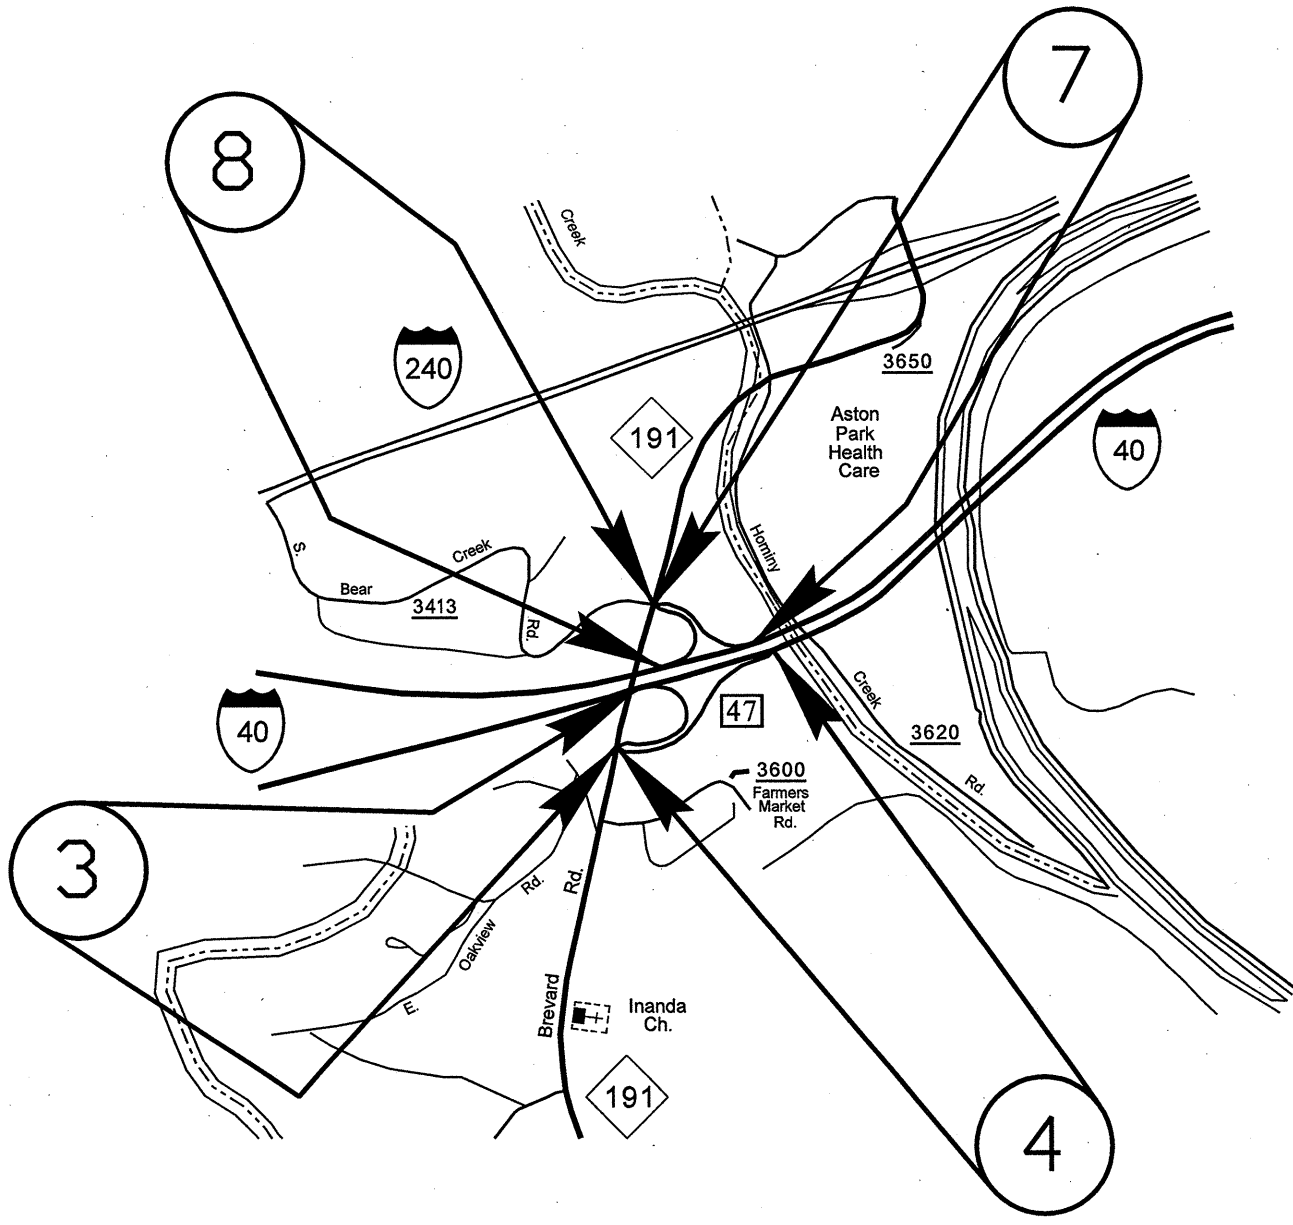 7
8
Creek
240
3650
191
Aston
Park
Health
Care
40
Hominy
S.
Creek
Bear
3413
Rd.
40
47
Creek
3620
3600
Farmers
Market
Rd.
Rd.
3
Rd.
Rd.
Oakview
E.
Brevard
Inanda
Ch.
191
4